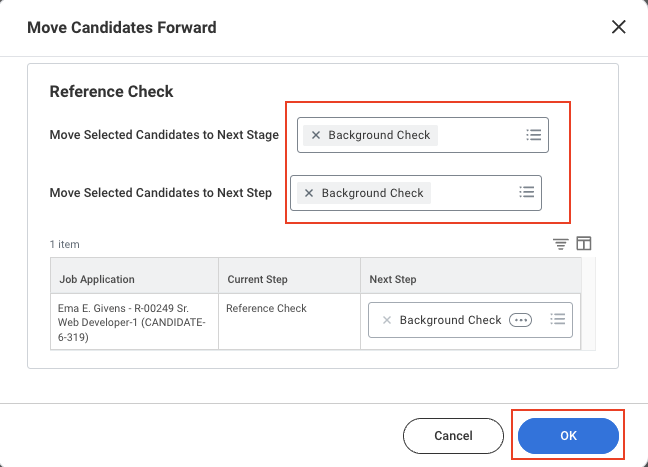 Move Candidates Forward
Reference Check
Move Selected Candidates to Next Stage
Background Check
Move Selected Candidates to Next Step
Background Check
1 item
Job Application
Current Step
Next Step
Ema E. Givens - R-00249 Sr.
Web Developer-1 (CANDIDATE-
6-319)
Reference Check
Background Check
Cancel
OK